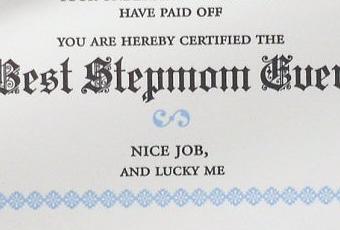 HAVE PAID OFF
YOU ARE HEREBY CERTIFIED THE
Best Stepmom Ever
NICE JOB,
AND LUCKY ME